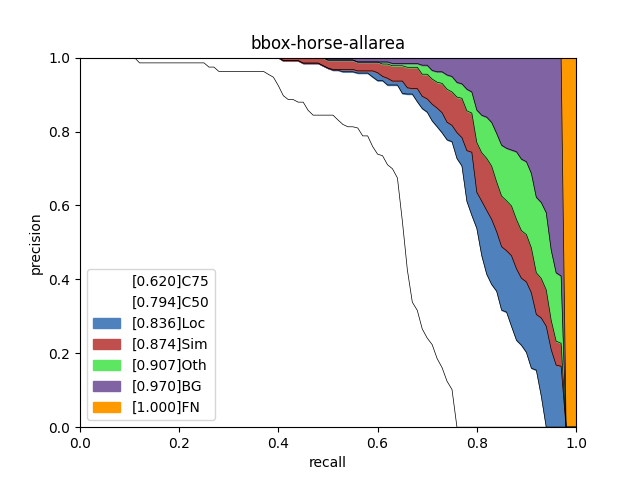 bbox-horse-allarea
precision
1.0
0.8
0.6
0.4
0.2
0.0
[0.620]C75
[0.794]C50
[0.836]Loc
[0.874]Sim
[0.907]Oth
[0.970]BG
[1.000]FN
0.0 0.2 0.4 0.6 0.8 1.0
recall